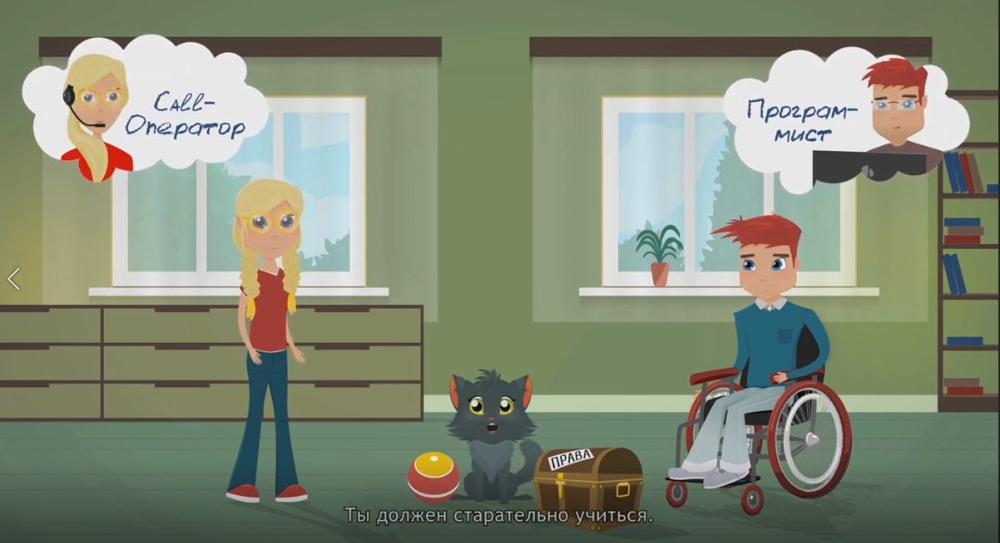 Call-
Оператор
Програм-
мист
ПРАВА
Ты должен старательно учиться.